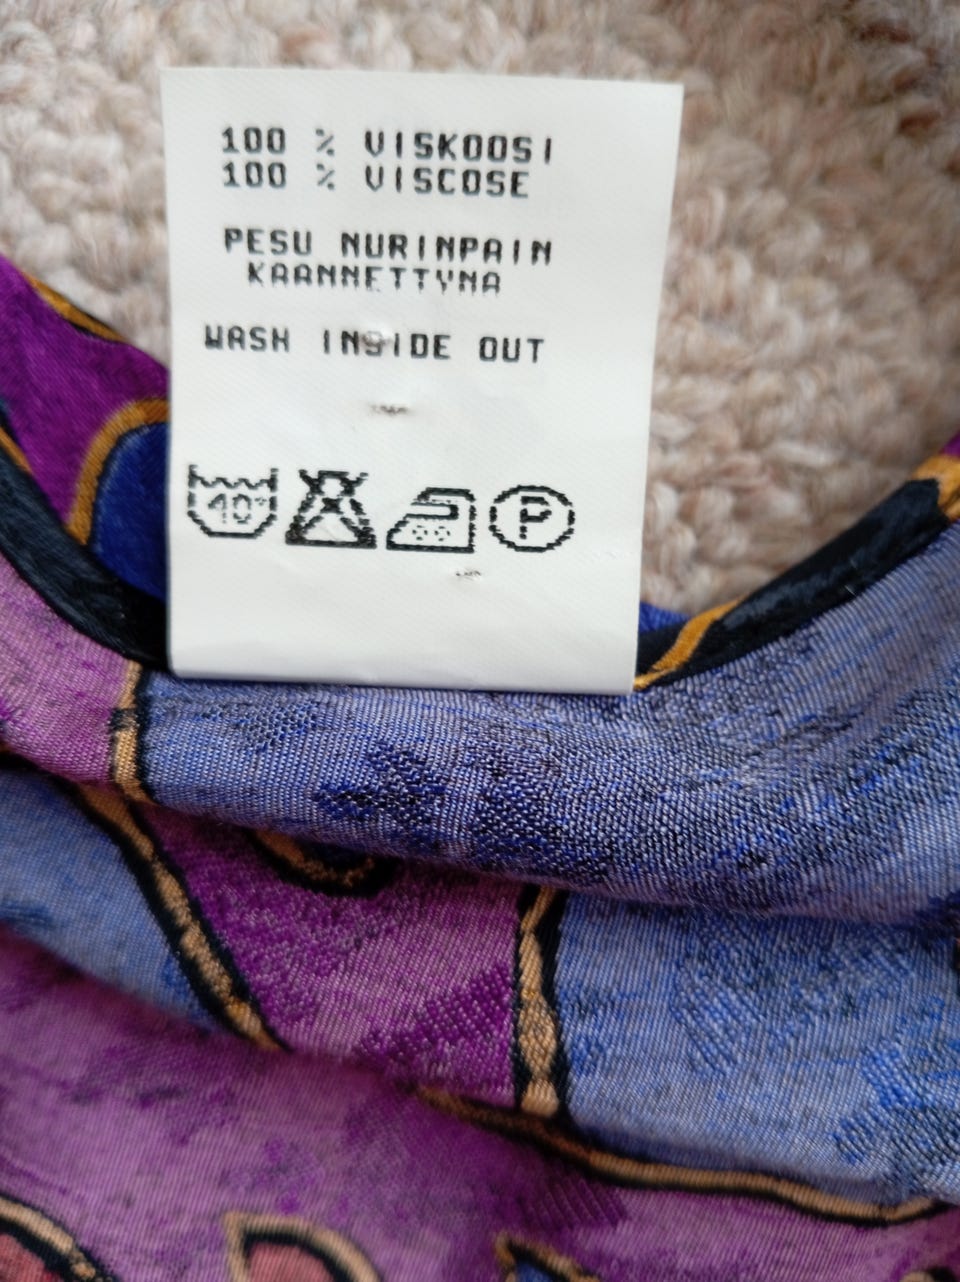 100 % VISKOOSI
100 % VISCOSE
PESU NURINPAIN
KAANNETTYNA
WASH INSIDE OUT
40° P